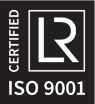 CERTIFIED
LR
ISO 9001